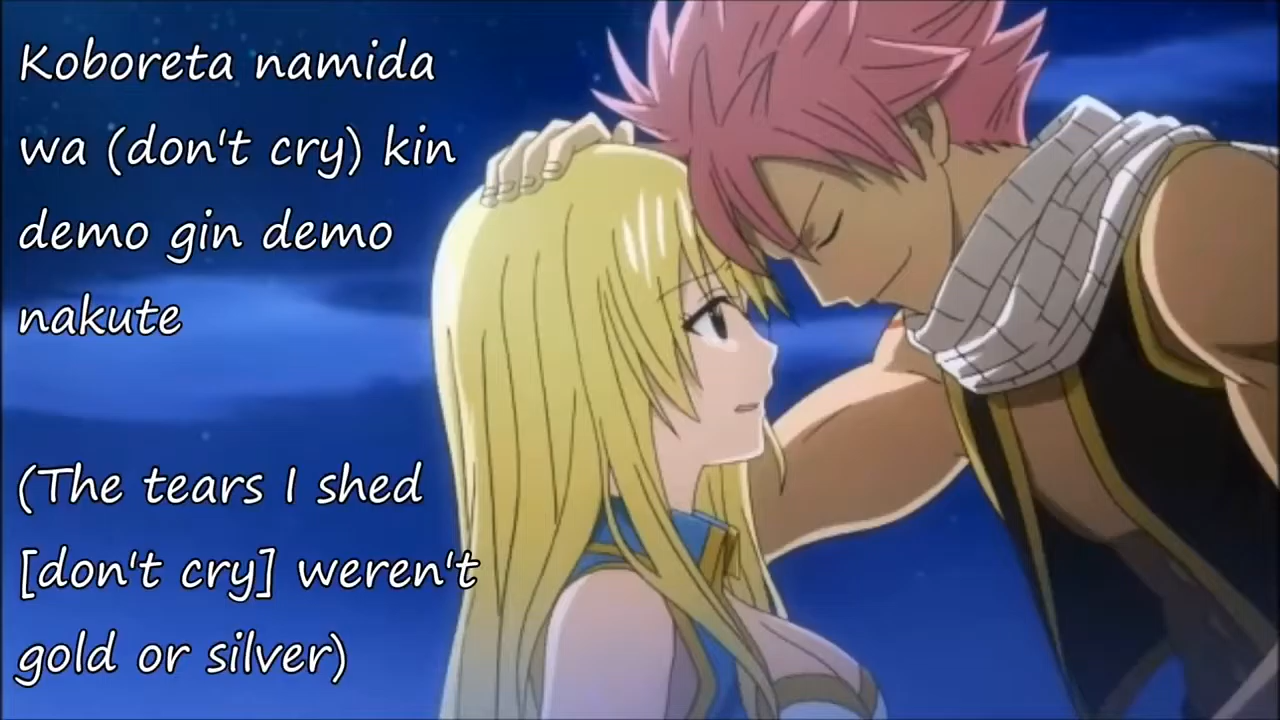 Koboreta namida
wa (don't cry) kin
demo gin demo
nakute
(The tears I shed
[don't cry] weren't
gold or silver)